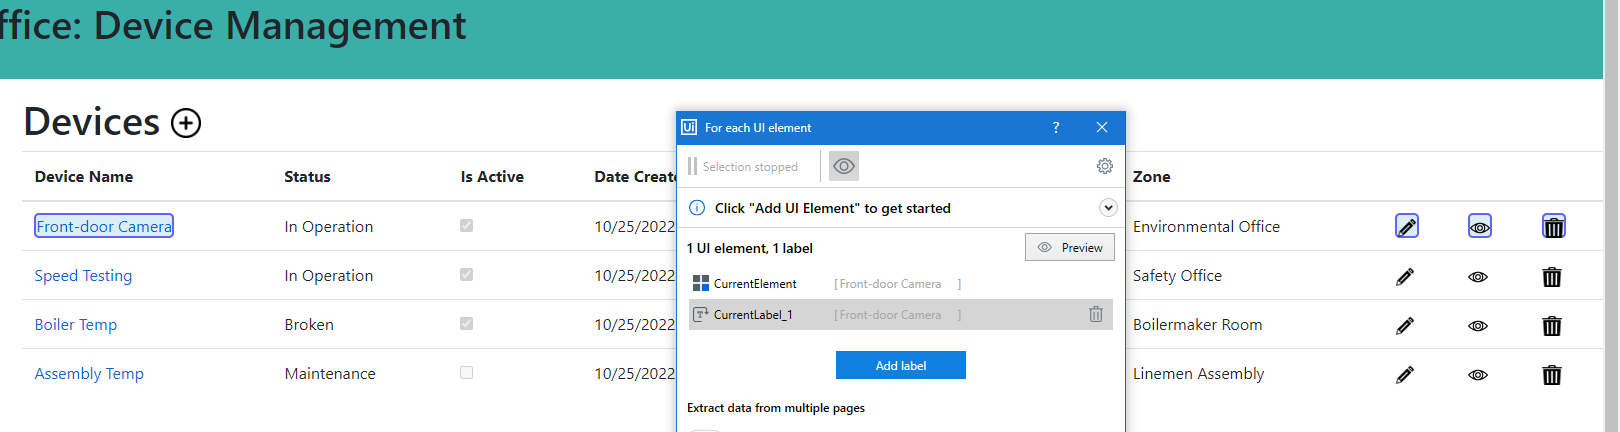 ffice: Device Management
Devices
Device Name Status Is Active Date Create Zone
Front-door Camera In Operation 10/25/2022 Environmental Office
Speed Testing In Operation 10/25/2022 Safety Office
Boiler Temp Broken 10/25/2022 Boilermaker Room
Assembly Temp Maintenance 10/25/2022 Linemen Assembly
Ui For each UI element ?
Selection stopped
Click "Add UI Element" to get started
1 UI element, 1 label Preview
CurrentElement [ Front-door Camera ]
CurrentLabel_1 [ Front-door Camera ]
Add label
Extract data from multiple pages